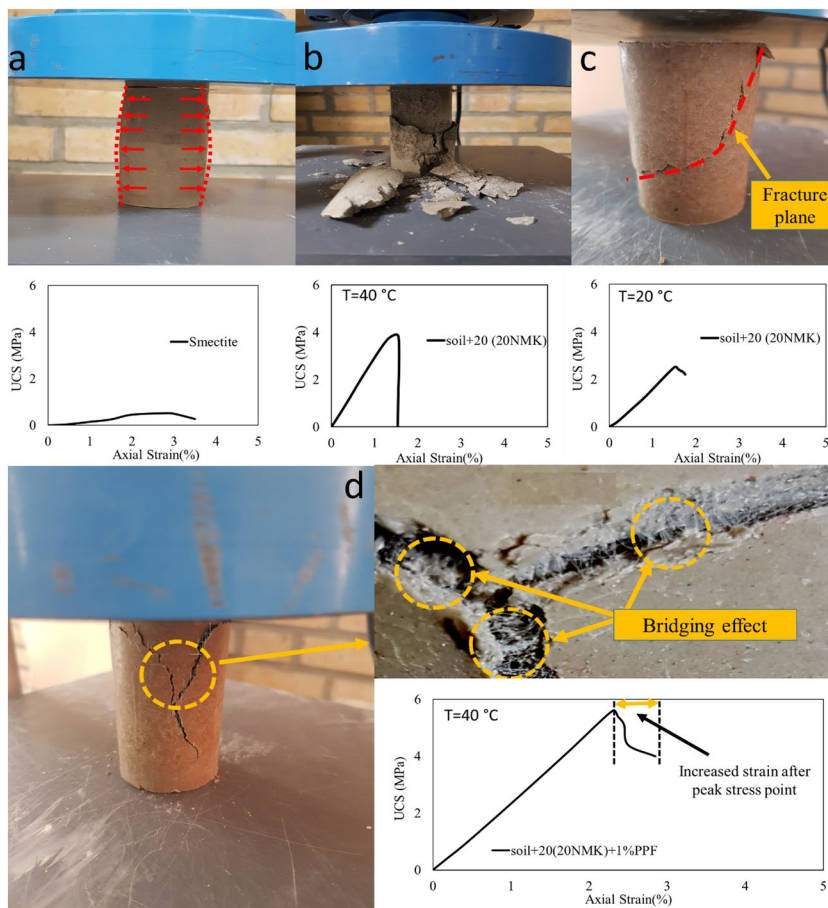 a
b
c
Fracture
plane
6
4
2
0
UCS (MPa)
Smectite
0 1 2 3 4 5
Axial Strain(%)
T=40 °C
6
4
2
0
UCS (MPa)
soil+20 (20NMK)
0 1 2 3 4 5
Axial Strain(%)
T=20 °C
6
4
2
0
UCS (MPa)
soil+20 (20NMK)
0 1 2 3 4 5
Axial Strain(%)
d
Bridging effect
T=40 °C
6
4
2
0
UCS (MPa)
Increased strain after
peak stress point
soil+20(20NMK)+1%PPF
0 1 2 3 4 5
Axial Strain(%)